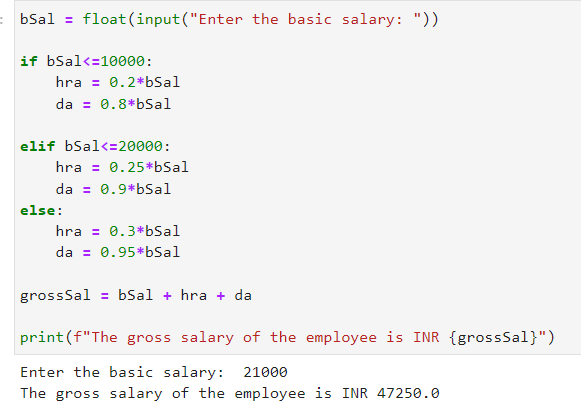 bSal = float(input("Enter the basic salary: "))
if bSal<=10000:
    hra = 0.2*bSal
    da = 0.8*bSal
elif bSal<=20000:
    hra = 0.25*bSal
    da = 0.9*bSal
else:
    hra = 0.3*bSal
    da = 0.95*bSal
grossSal = bSal + hra + da
print(f"The gross salary of the employee is INR {grossSal}")
Enter the basic salary:  21000
The gross salary of the employee is INR 47250.0